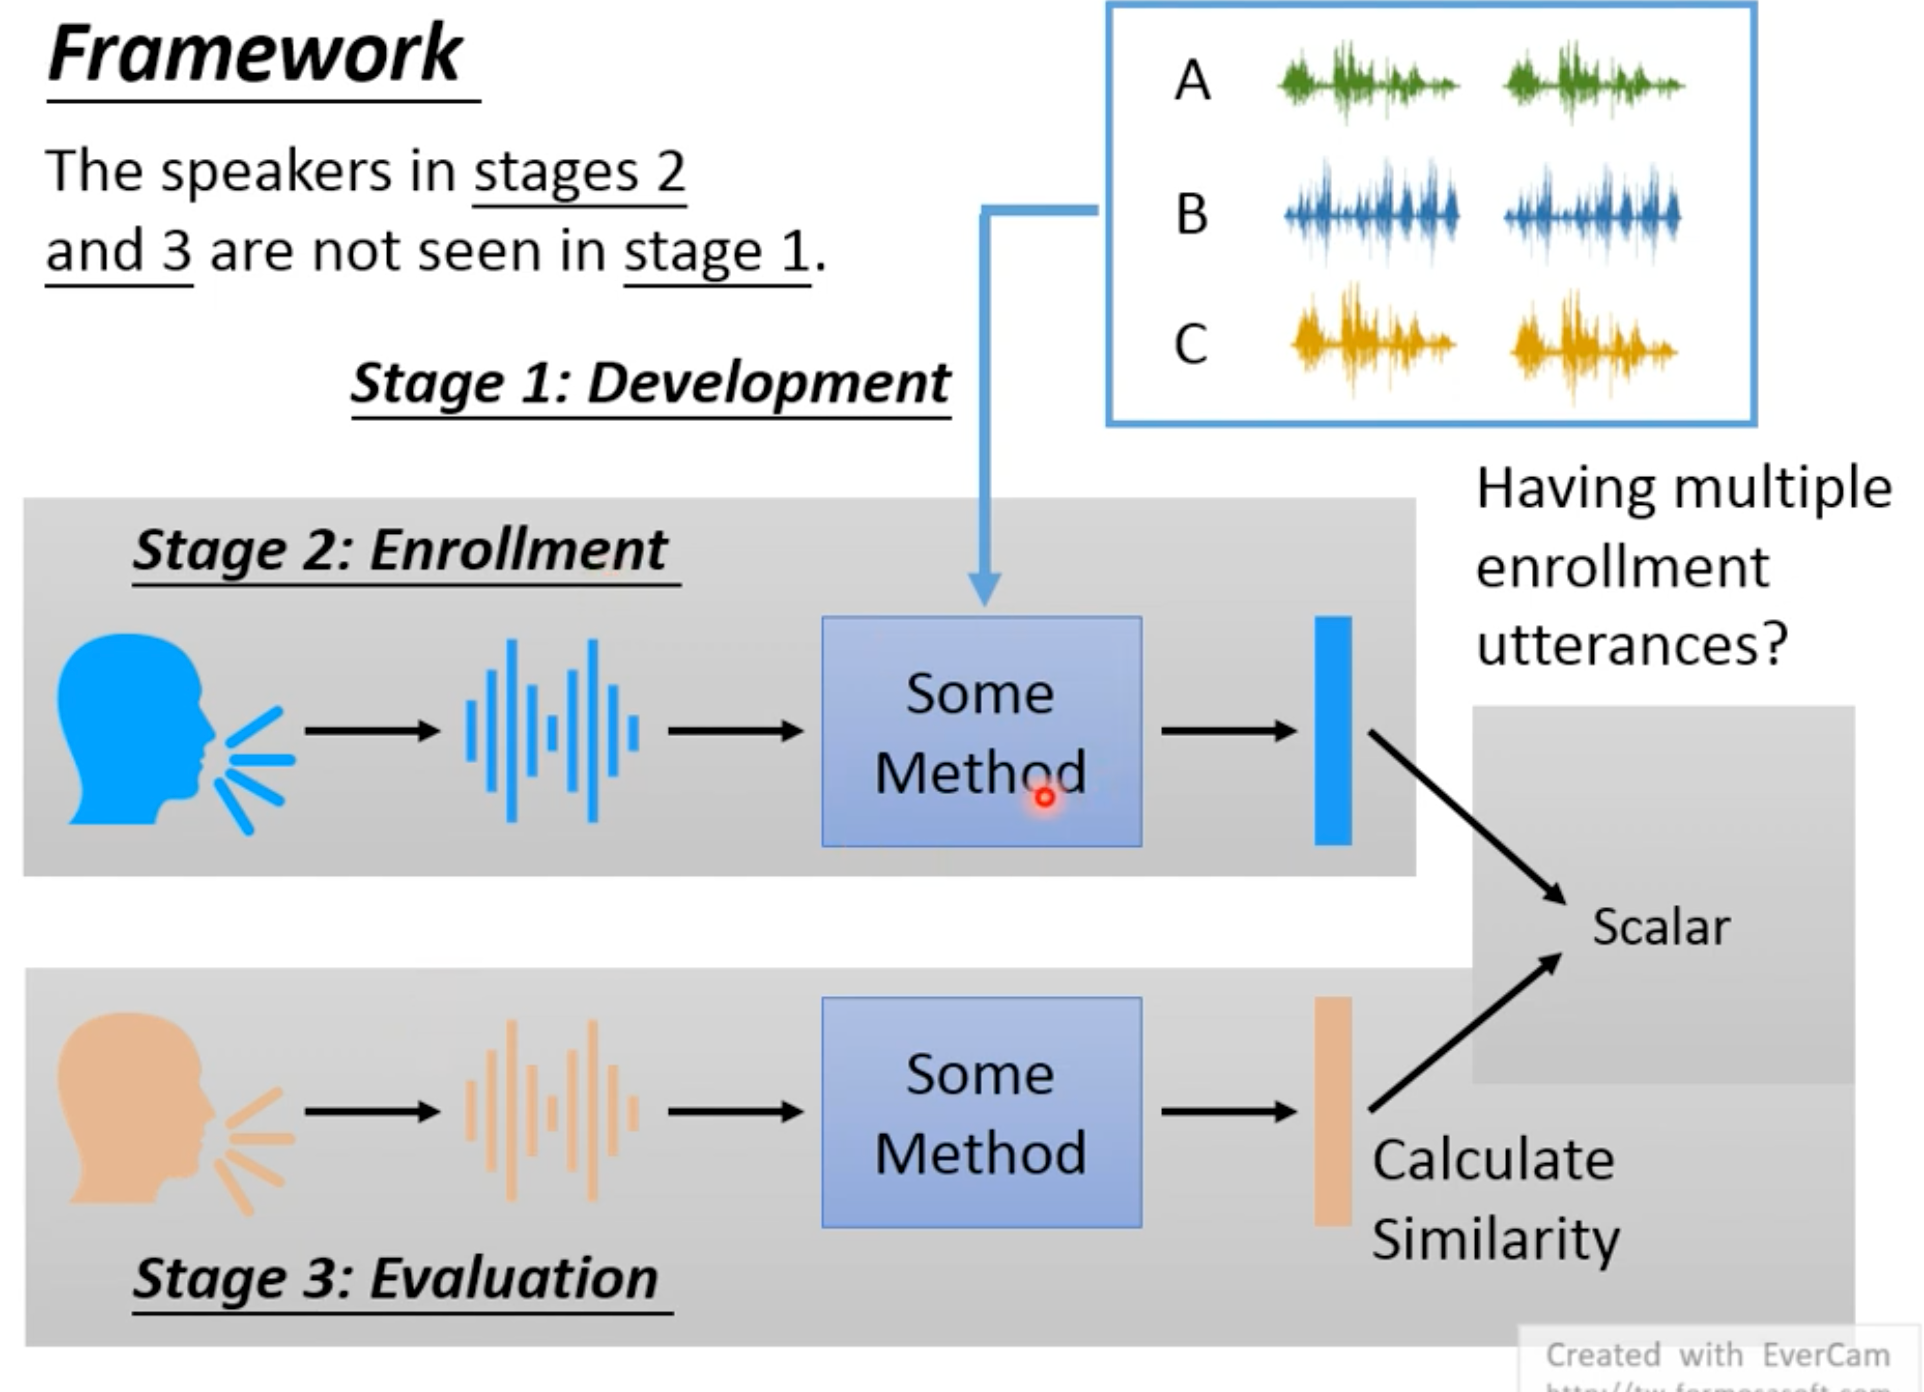 Framework
The speakers in stages 2
and 3 are not seen in stage 1.
A
B
C
Stage 1: Development
Having multiple
enrollment
utterances?
Stage 2: Enrollment
Some
Method
Scalar
Some
Method
Calculate
Similarity
Stage 3: Evaluation
Created with EverCam